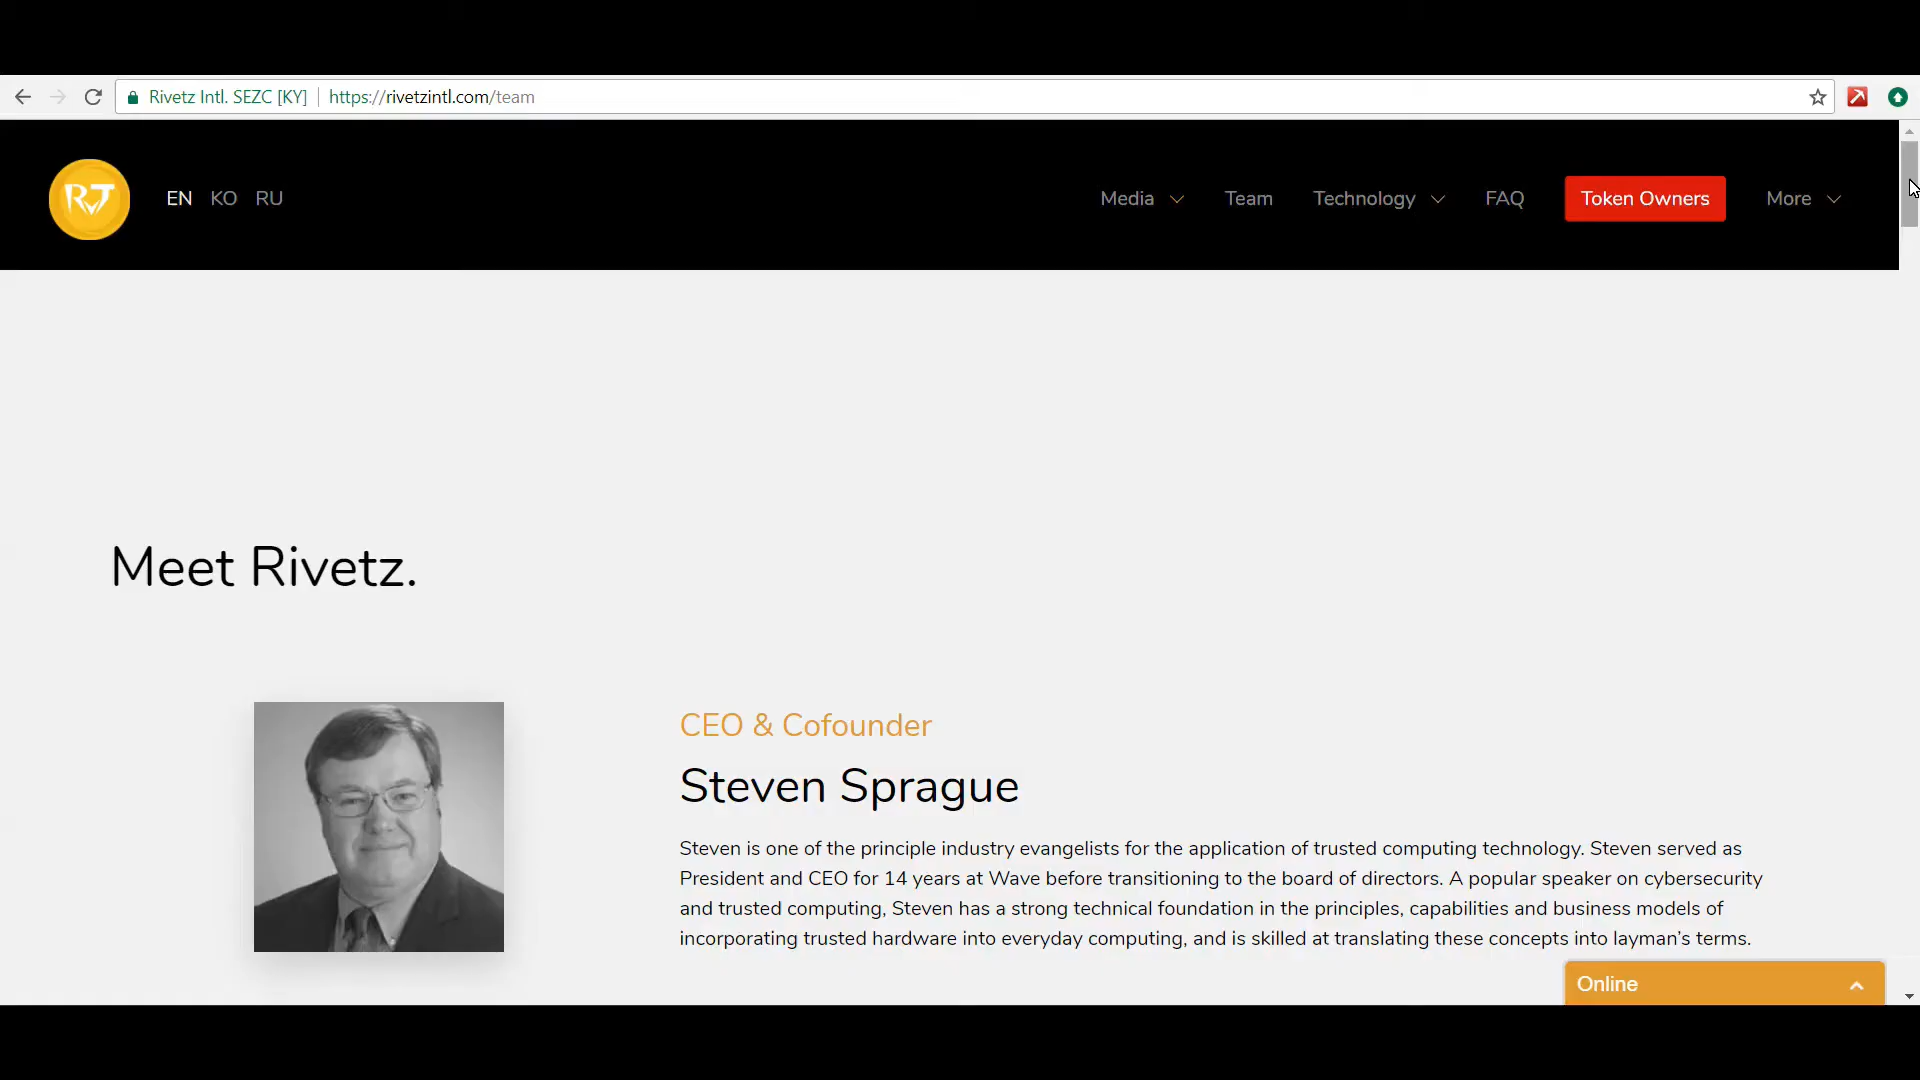 Rivetz Intl. SEZC [KY] https://rivetzintl.com/team
RvT EN KO RU Media Team Technology FAQ Token Owners More
Meet Rivetz.
CEO & Cofounder
Steven Sprague
Steven is one of the principle industry evangelists for the application of trusted computing technology. Steven served as
President and CEO for 14 years at Wave before transitioning to the board of directors. A popular speaker on cybersecurity
and trusted computing, Steven has a strong technical foundation in the principles, capabilities and business models of
incorporating trusted hardware into everyday computing, and is skilled at translating these concepts into layman’s terms.
Online